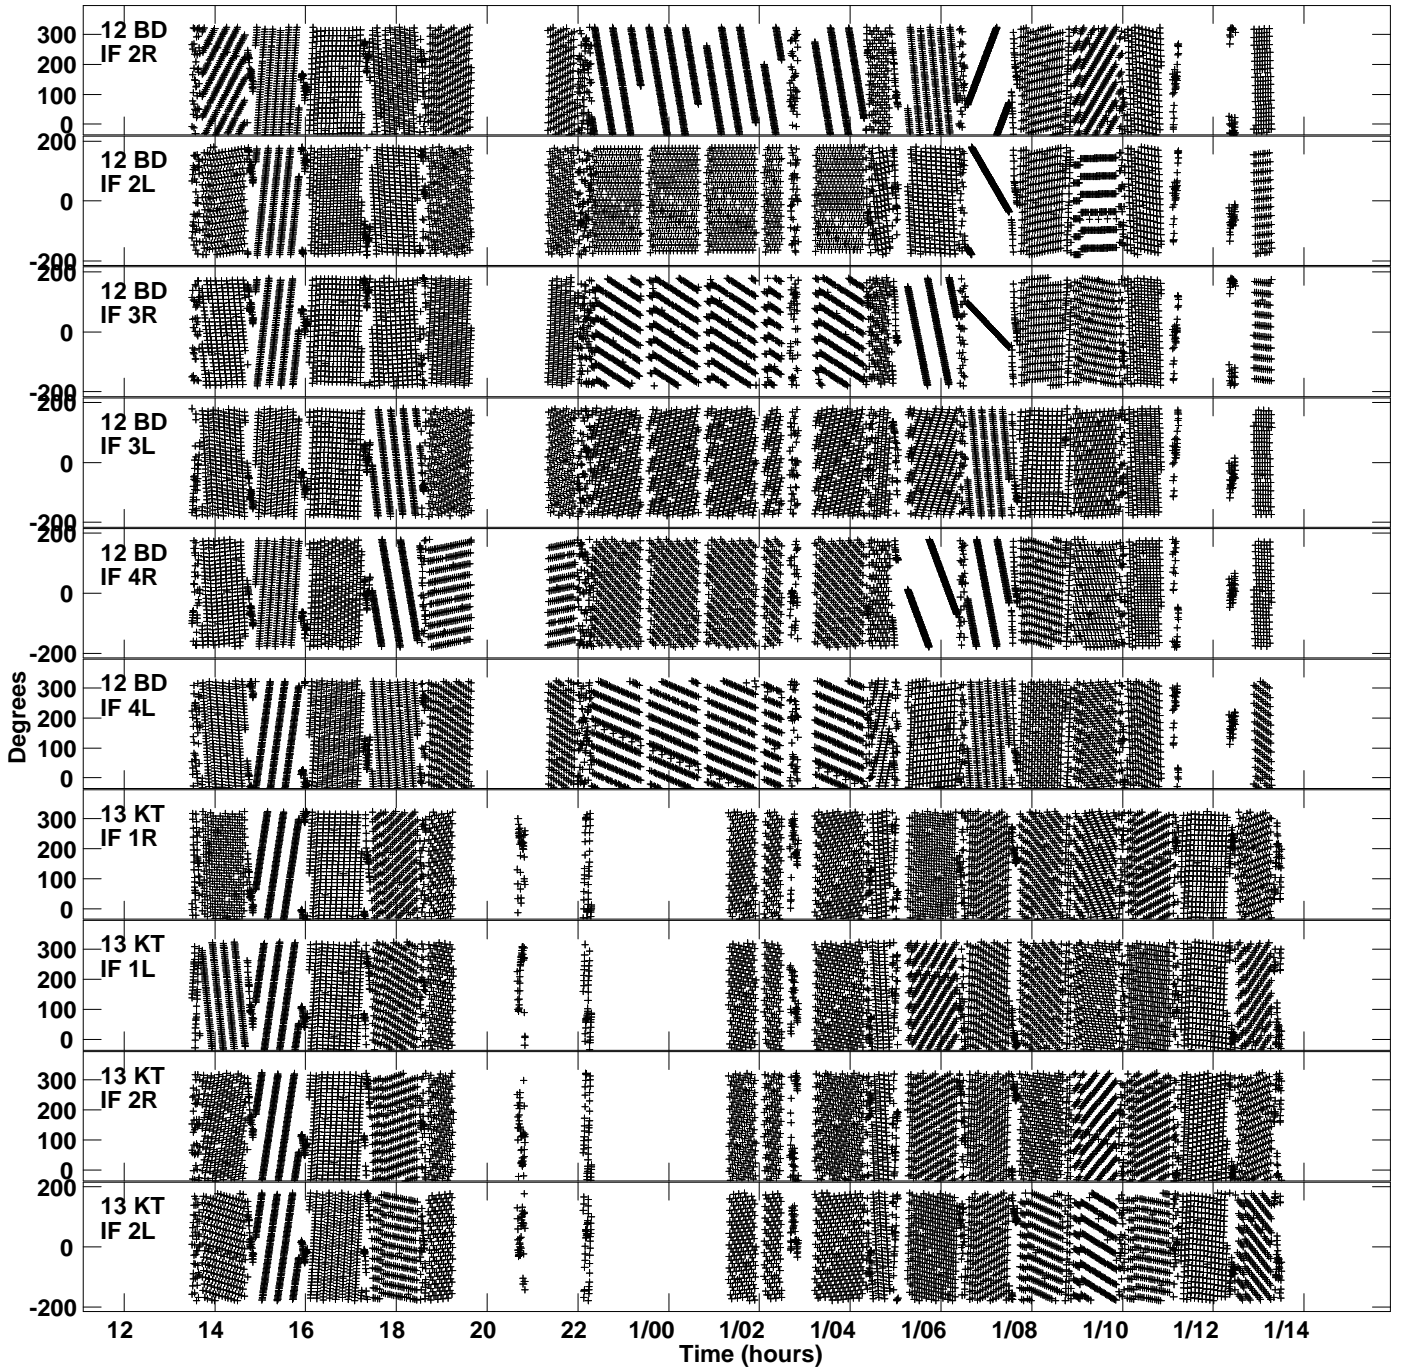 12 BD
IF 2R
300
200
100
0
200
12 BD
IF 2L
0
-200
200
12 BD
IF 3R
0
-200
200
12 BD
IF 3L
0
-200
200
12 BD
IF 4R
0
-200
12 BD
IF 4L
300
200
100
0
Degrees
13 KT
IF 1R
300
200
100
0
13 KT
IF 1L
300
200
100
0
13 KT
IF 2R
300
200
100
0
200
13 KT
IF 2L
0
-200
12 14 16 18 20 22 1/00 1/02 1/04 1/06 1/08 1/10 1/12 1/14
Time (hours)